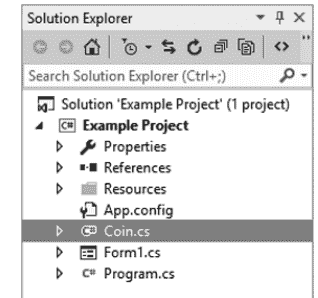 Solution Explorer
Search Solution Explorer (Ctrl+;)
Solution 'Example Project' (1 project)
C# Example Project
Properties
References
Resources
App.config
C# Coin.cs
Form1.cs
C# Program.cs